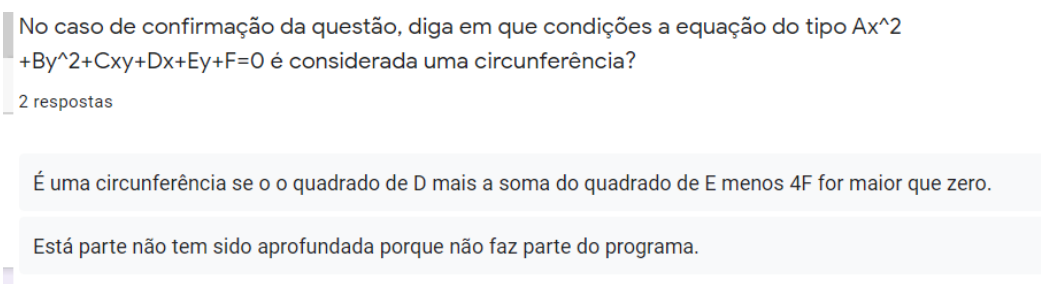 No caso de confirmação da questão, diga em que condições a equação do tipo Ax^2
+By^2+Cxy+Dx+Ey+F=0 é considerada uma circunferência?
2 respostas
É uma circunferência se o o quadrado de D mais a soma do quadrado de E menos 4F for maior que zero.
Está parte não tem sido aprofundada porque não faz parte do programa.